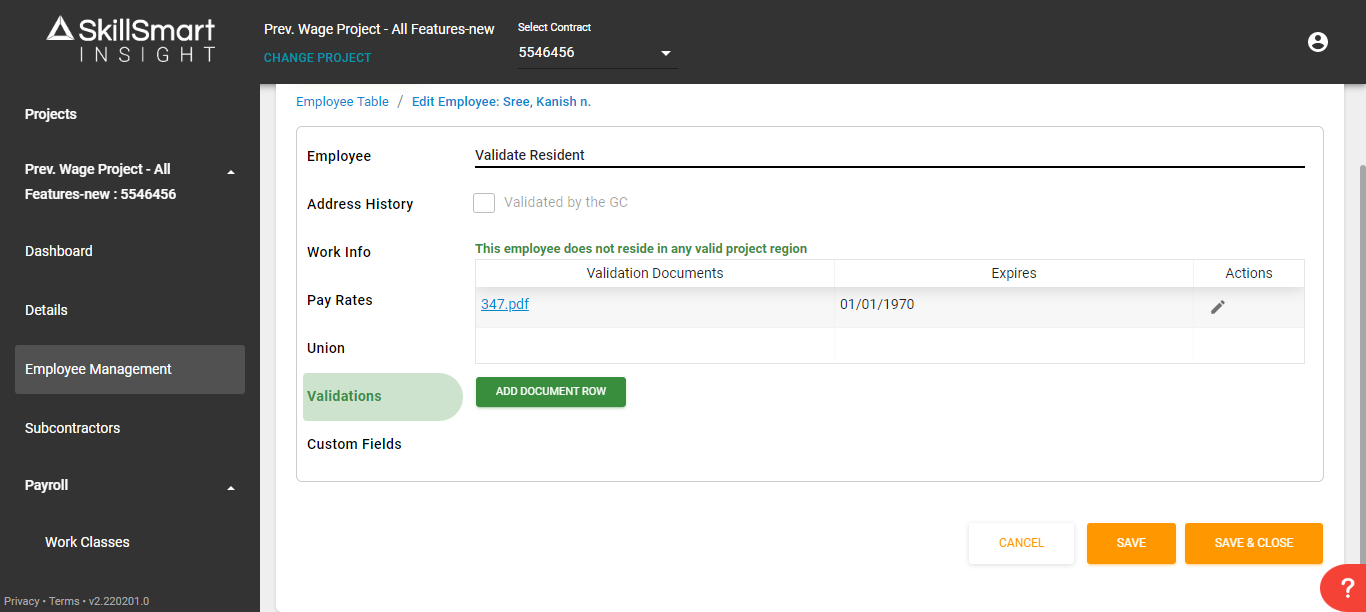 SkillSmart
INSIGHT
Prev. Wage Project - All Features-new
CHANGE PROJECT
Select Contract
5546456
Projects
Prev. Wage Project - All
Features-new : 5546456
Dashboard
Details
Employee Management
Subcontractors
Payroll
Work Classes
Privacy • Terms • v2.220201.0
Employee Table / Edit Employee: Sree, Kanish n.
Employee
Address History
Work Info
Pay Rates
Union
Validations
Custom Fields
Validate Resident
Validated by the GC
This employee does not reside in any valid project region
Validation Documents Expires Actions
347.pdf 01/01/1970
ADD DOCUMENT ROW
CANCEL SAVE SAVE & CLOSE
?